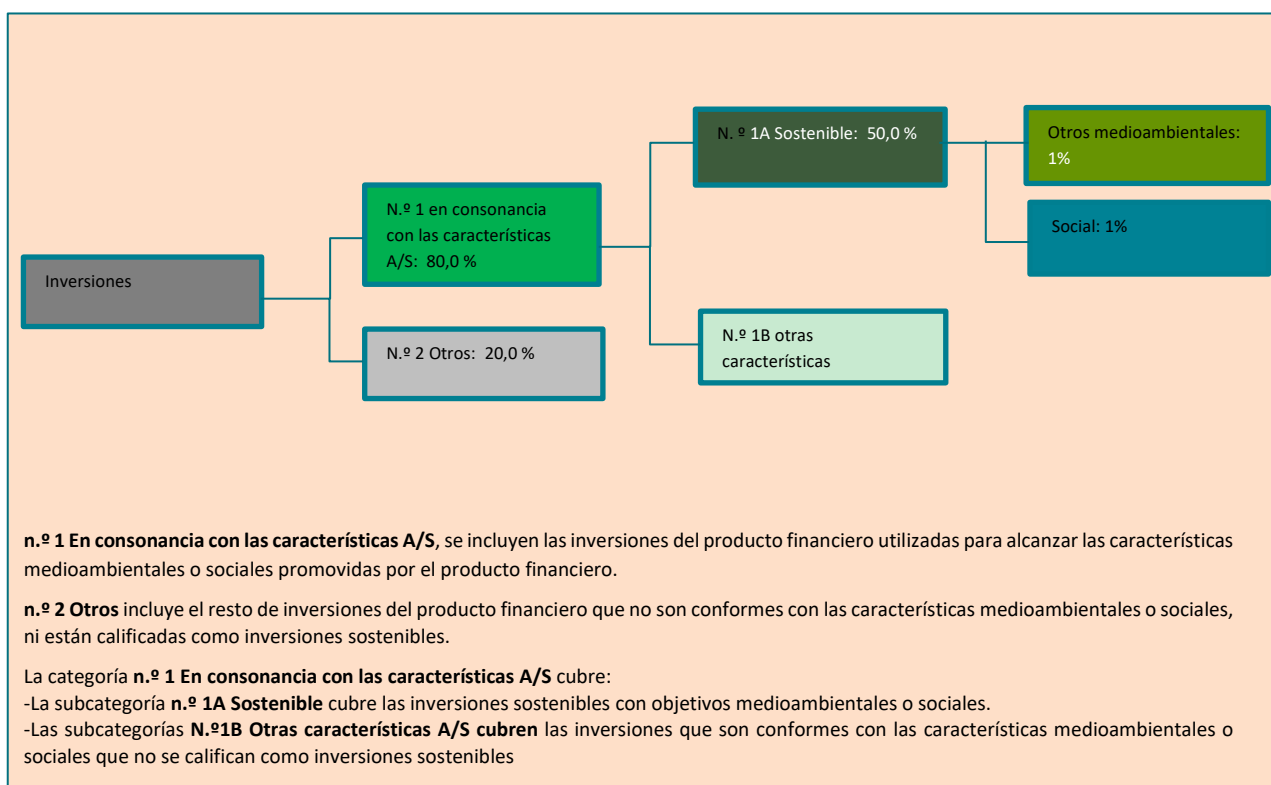 Inversiones
N.º 1 en consonancia
con las características
A/S: 80,0 %
N.º 2 Otros: 20,0 %
N. º 1A Sostenible: 50,0 %
N.º 1B otras
características
Otros medioambientales:
1%
Social: 1%
n.º 1 En consonancia con las características A/S, se incluyen las inversiones del producto financiero utilizadas para alcanzar las características
medioambientales o sociales promovidas por el producto financiero.
n.º 2 Otros incluye el resto de inversiones del producto financiero que no son conformes con las características medioambientales o sociales,
ni están calificadas como inversiones sostenibles.
La categoría n.º 1 En consonancia con las características A/S cubre:
-La subcategoría n.º 1A Sostenible cubre las inversiones sostenibles con objetivos medioambientales o sociales.
-Las subcategorías N.º1B Otras características A/S cubren las inversiones que son conformes con las características medioambientales o
sociales que no se califican como inversiones sostenibles